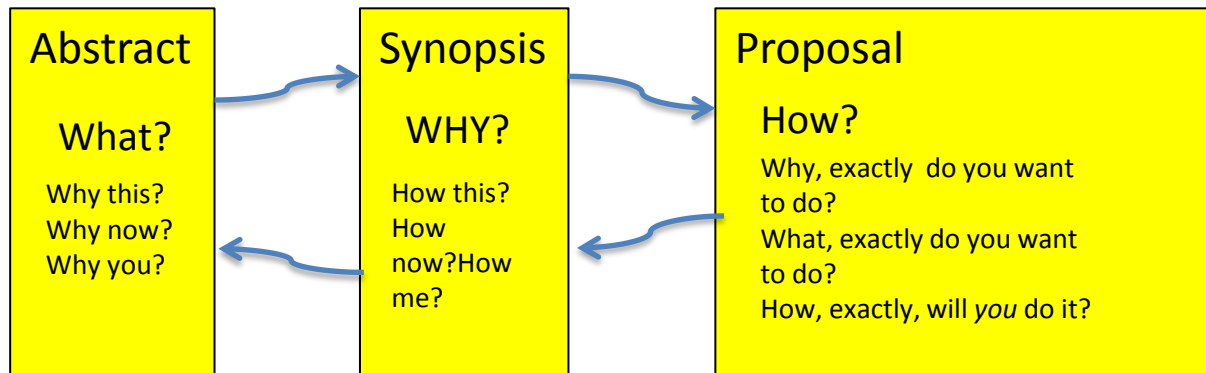 Abstract
What?
Why this?
Why now?
Why you?
Synopsis
WHY?
How this?
How
now?How
me?
Proposal
How?
Why, exactly  do you want
to do?
What, exactly do you want
to do?
How, exactly, will you do it?